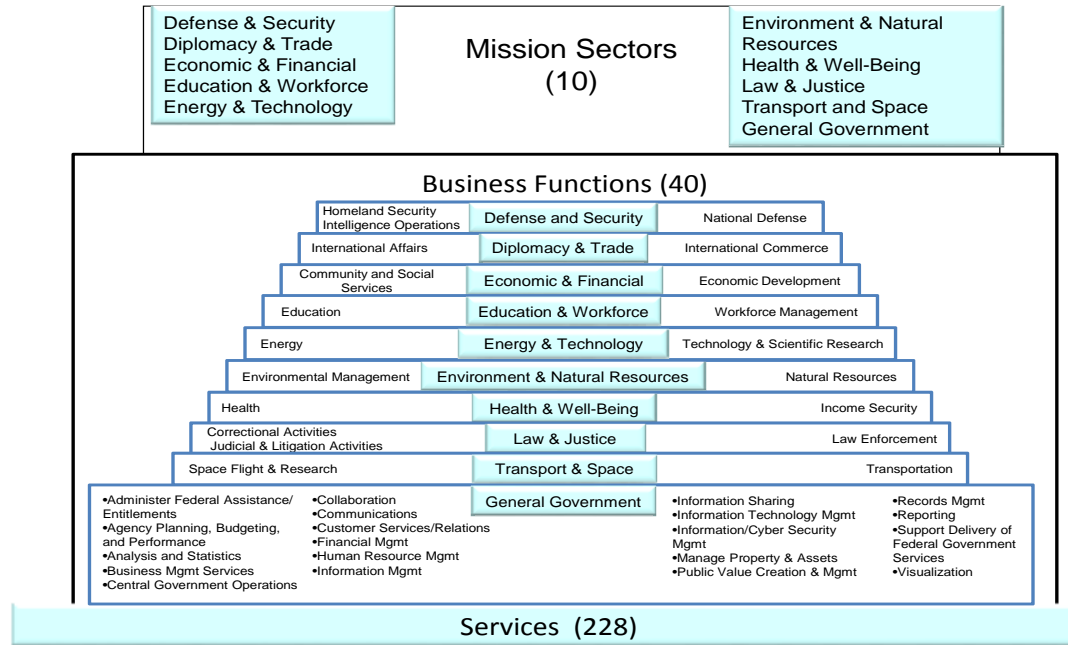 Defense & Security
Diplomacy & Trade
Economic & Financial
Education & Workforce
Energy & Technology
Mission Sectors
(10)
Environment & Natural
Resources
Health & Well-Being
Law & Justice
Transport and Space
General Government
Business Functions (40)
Homeland Security
Intelligence Operations
Defense and Security
National Defense
International Affairs
Diplomacy & Trade
International Commerce
Community and Social
Services
Economic & Financial
Economic Development
Education
Education & Workforce
Workforce Management
Energy
Energy & Technology
Technology & Scientific Research
Environmental Management
Environment & Natural Resources
Natural Resources
Health
Health & Well-Being
Income Security
Correctional Activities
Judicial & Litigation Activities
Law & Justice
Law Enforcement
Space Flight & Research
Transport & Space
Transportation
General Government
•Administer Federal Assistance/
Entitlements
•Agency Planning, Budgeting,
and Performance
•Analysis and Statistics
•Business Mgmt Services
•Central Government Operations
•Collaboration
•Communications
•Customer Services/Relations
•Financial Mgmt
•Human Resource Mgmt
•Information Mgmt
•Information Sharing
•Information Technology Mgmt
•Information/Cyber Security
Mgmt
•Manage Property & Assets
•Public Value Creation & Mgmt
•Records Mgmt
•Reporting
•Support Delivery of
Federal Government
Services
•Visualization
Services (228)